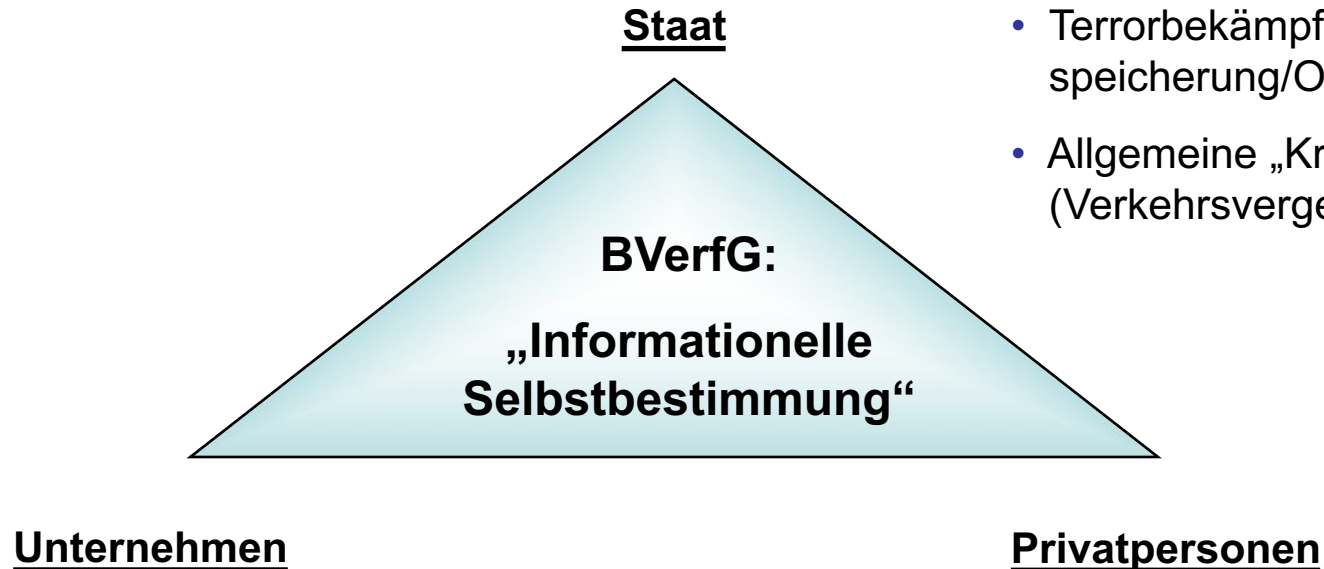 Staat
• Terrorbekämpf
speicherung/O
• Allgemeine „Kr
(Verkehrsverge
BVerfG:
„Informationelle
Selbstbestimmung“
Unternehmen
Privatpersonen